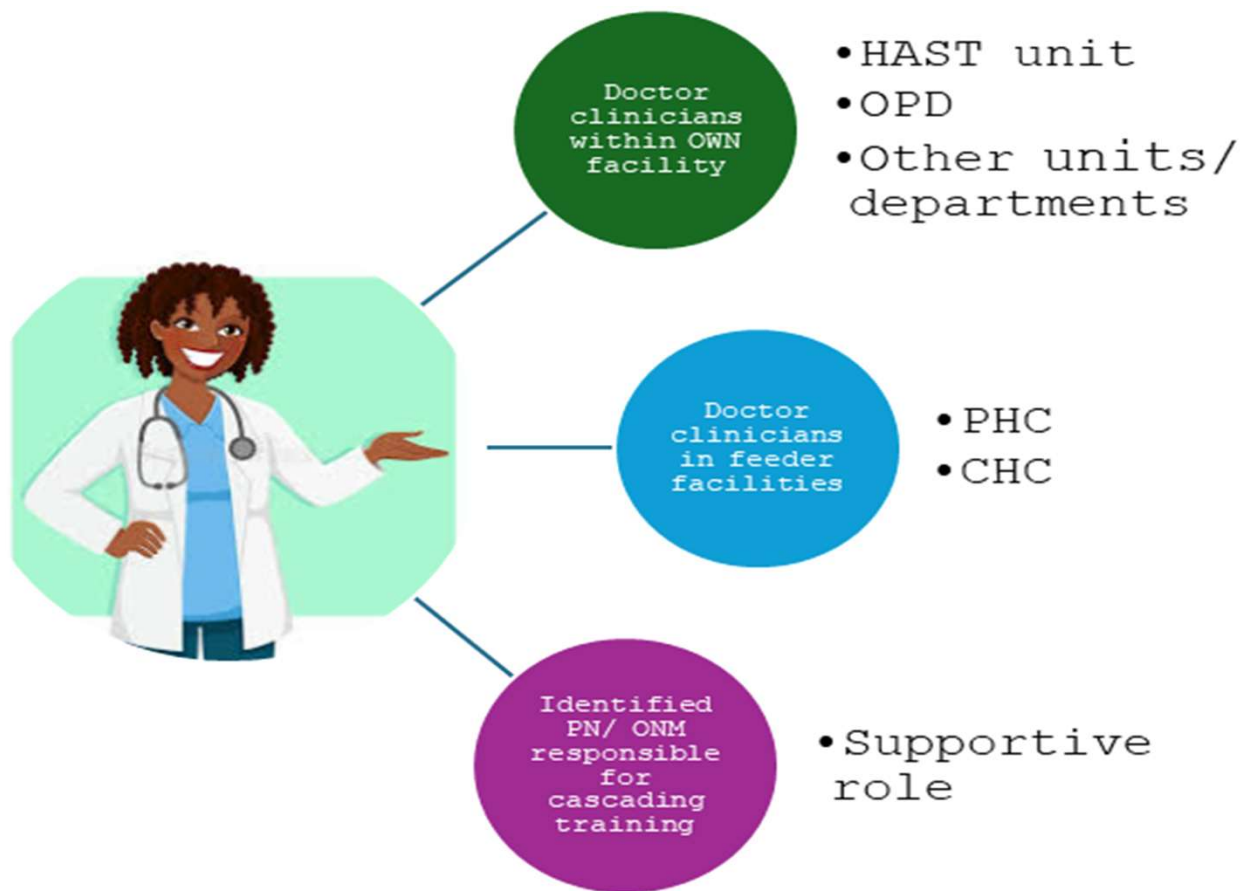 Doctor
clinicians
within OWN
facility
•HAST unit
•OPD
•Other units/
departments
Doctor
clinicians
in feeder
facilities
•PHC
•CHC
Identified
PN/ ONM
responsible
for
cascading
training
•Supportive
role